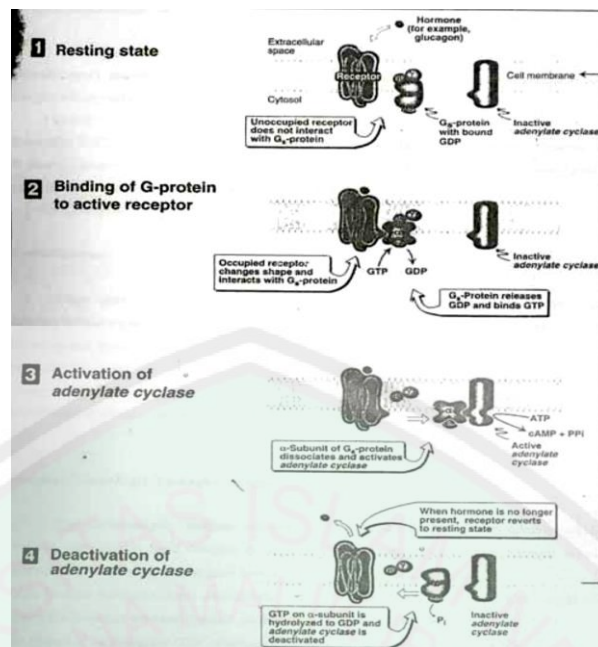 1 Resting state
Extracellular
space
Hormone
(for example,
glucagon)
Receptor
Cell membrane
Cytosol
Unoccupied receptor
does not interact
with Gs-protein
Gs-protein
with bound
GDP
Inactive
adenylate cyclase
2 Binding of G-protein
to active receptor
Occupied receptor
changes shape and
interacts with Gs-protein
GTP GDP
Inactive
adenylate cyclase
Gs-Protein releases
GDP and binds GTP
3 Activation of
adenylate cyclase
ATP
cAMP + PPi
Active
adenylate
cyclase
α-Subunit of Gs-protein
dissociates and activates
adenylate cyclase
When hormone is no longer
present, receptor reverts
to resting state
4 Deactivation of
adenylate cyclase
GTP on α-subunit is
hydrolyzed to GDP and
adenylate cyclase is
deactivated
Pi
Inactive
adenylate
cyclase